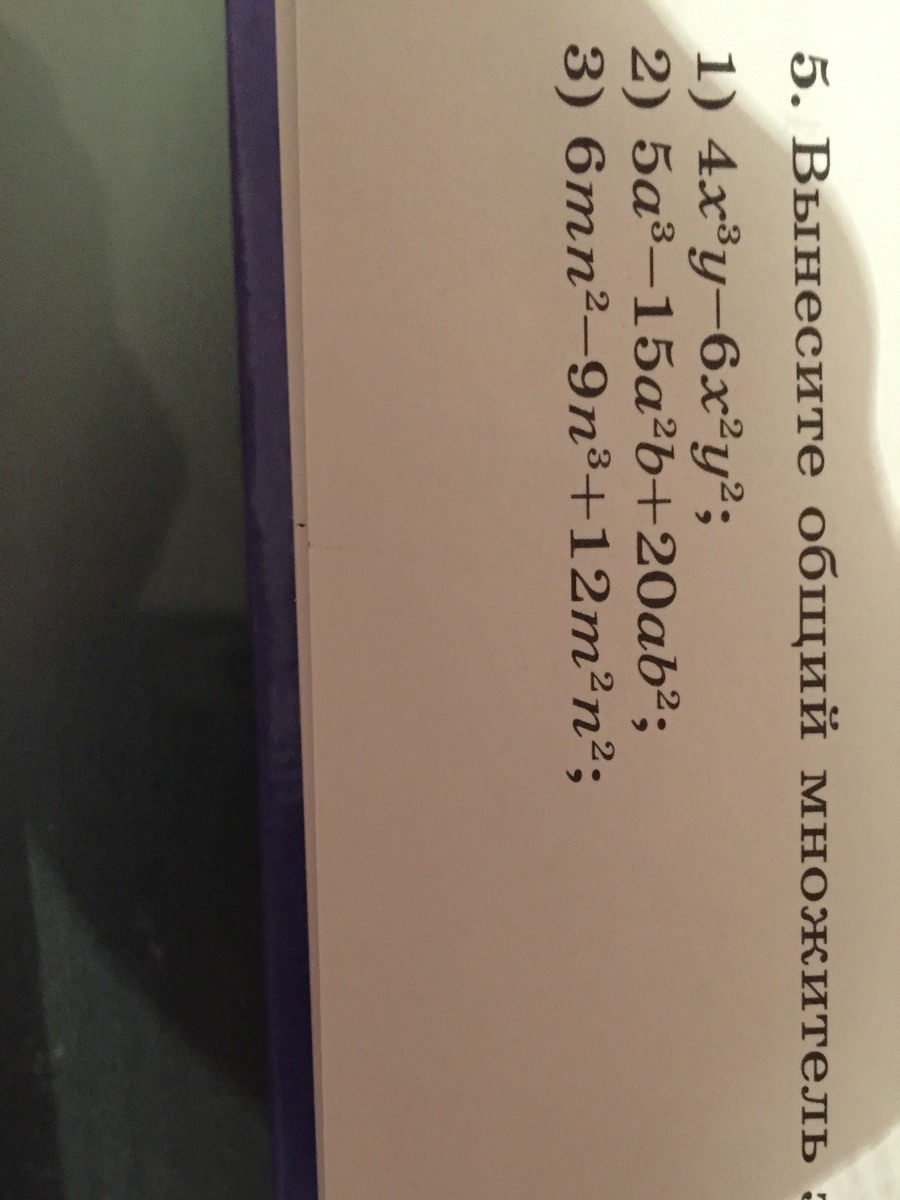 5. Вынесите общий множитель
1) 4x³y–6x²y²;
2) 5a³–15a²b+20ab²;
3) 6mn²–9n³+12m²n²;